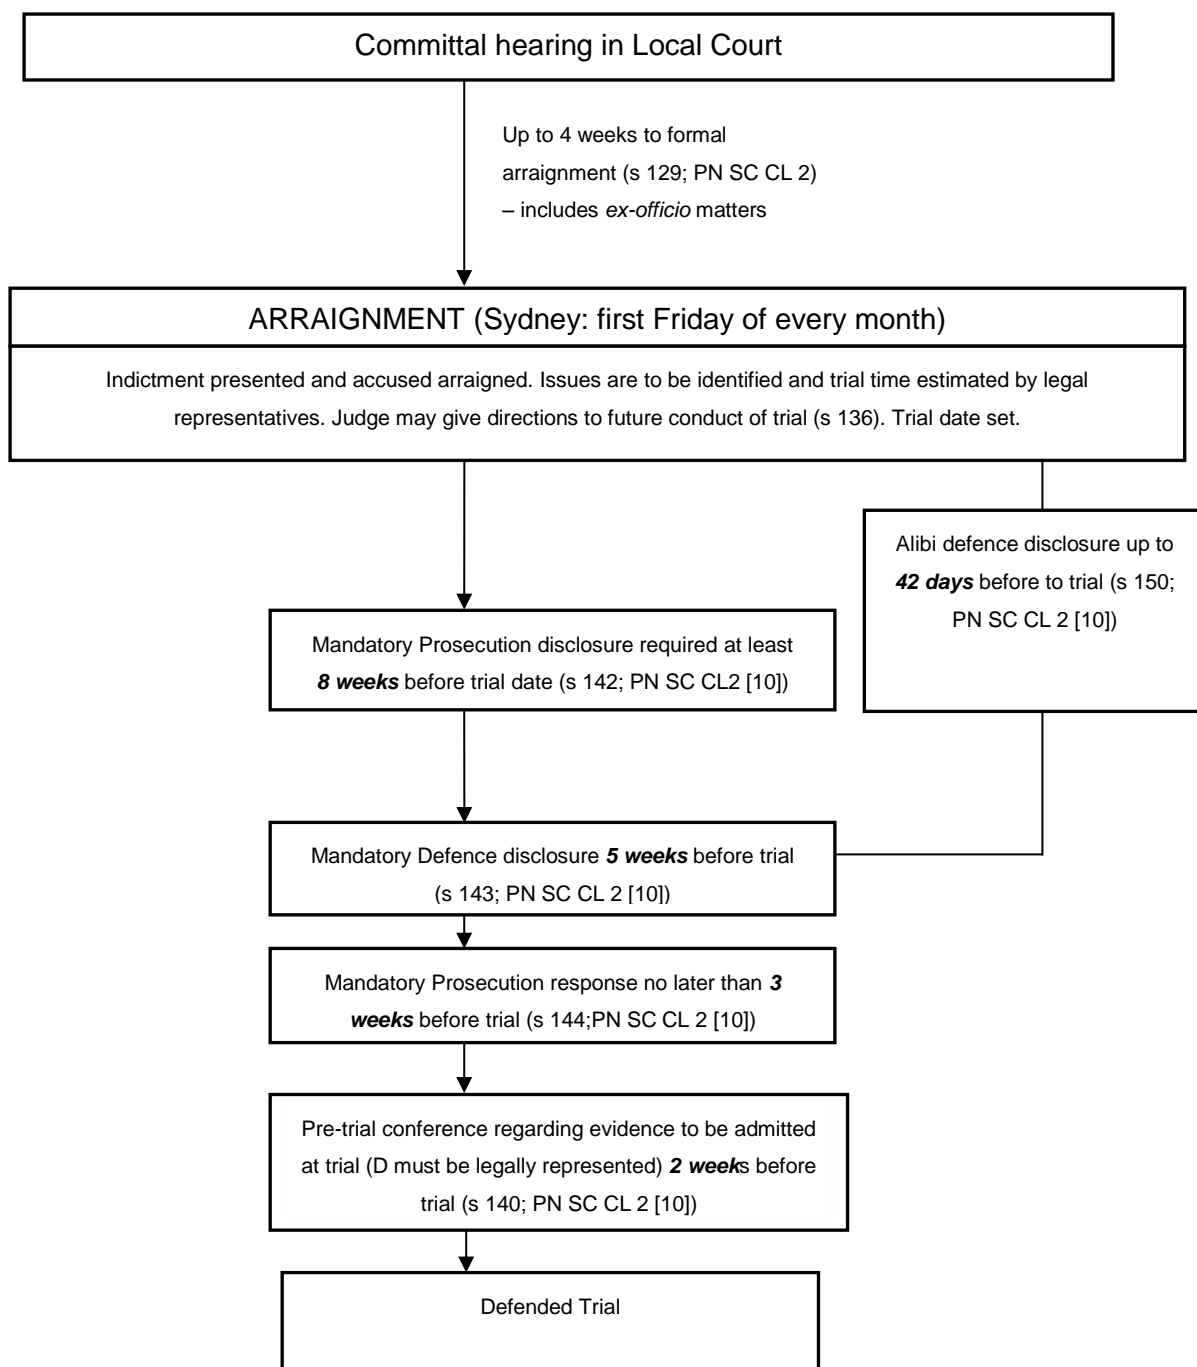 Committal hearing in Local Court
Up to 4 weeks to formal
arraignment (s 129; PN SC CL 2)
– includes ex-officio matters
ARRAIGNMENT (Sydney: first Friday of every month)
Indictment presented and accused arraigned. Issues are to be identified and trial time estimated by legal
representatives. Judge may give directions to future conduct of trial (s 136). Trial date set.
Alibi defence disclosure up to
42 days before to trial (s 150;
PN SC CL 2 [10])
Mandatory Prosecution disclosure required at least
8 weeks before trial date (s 142; PN SC CL2 [10])
Mandatory Defence disclosure 5 weeks before trial
(s 143; PN SC CL 2 [10])
Mandatory Prosecution response no later than 3
weeks before trial (s 144;PN SC CL 2 [10])
Pre-trial conference regarding evidence to be admitted
at trial (D must be legally represented) 2 weeks before
trial (s 140; PN SC CL 2 [10])
Defended Trial